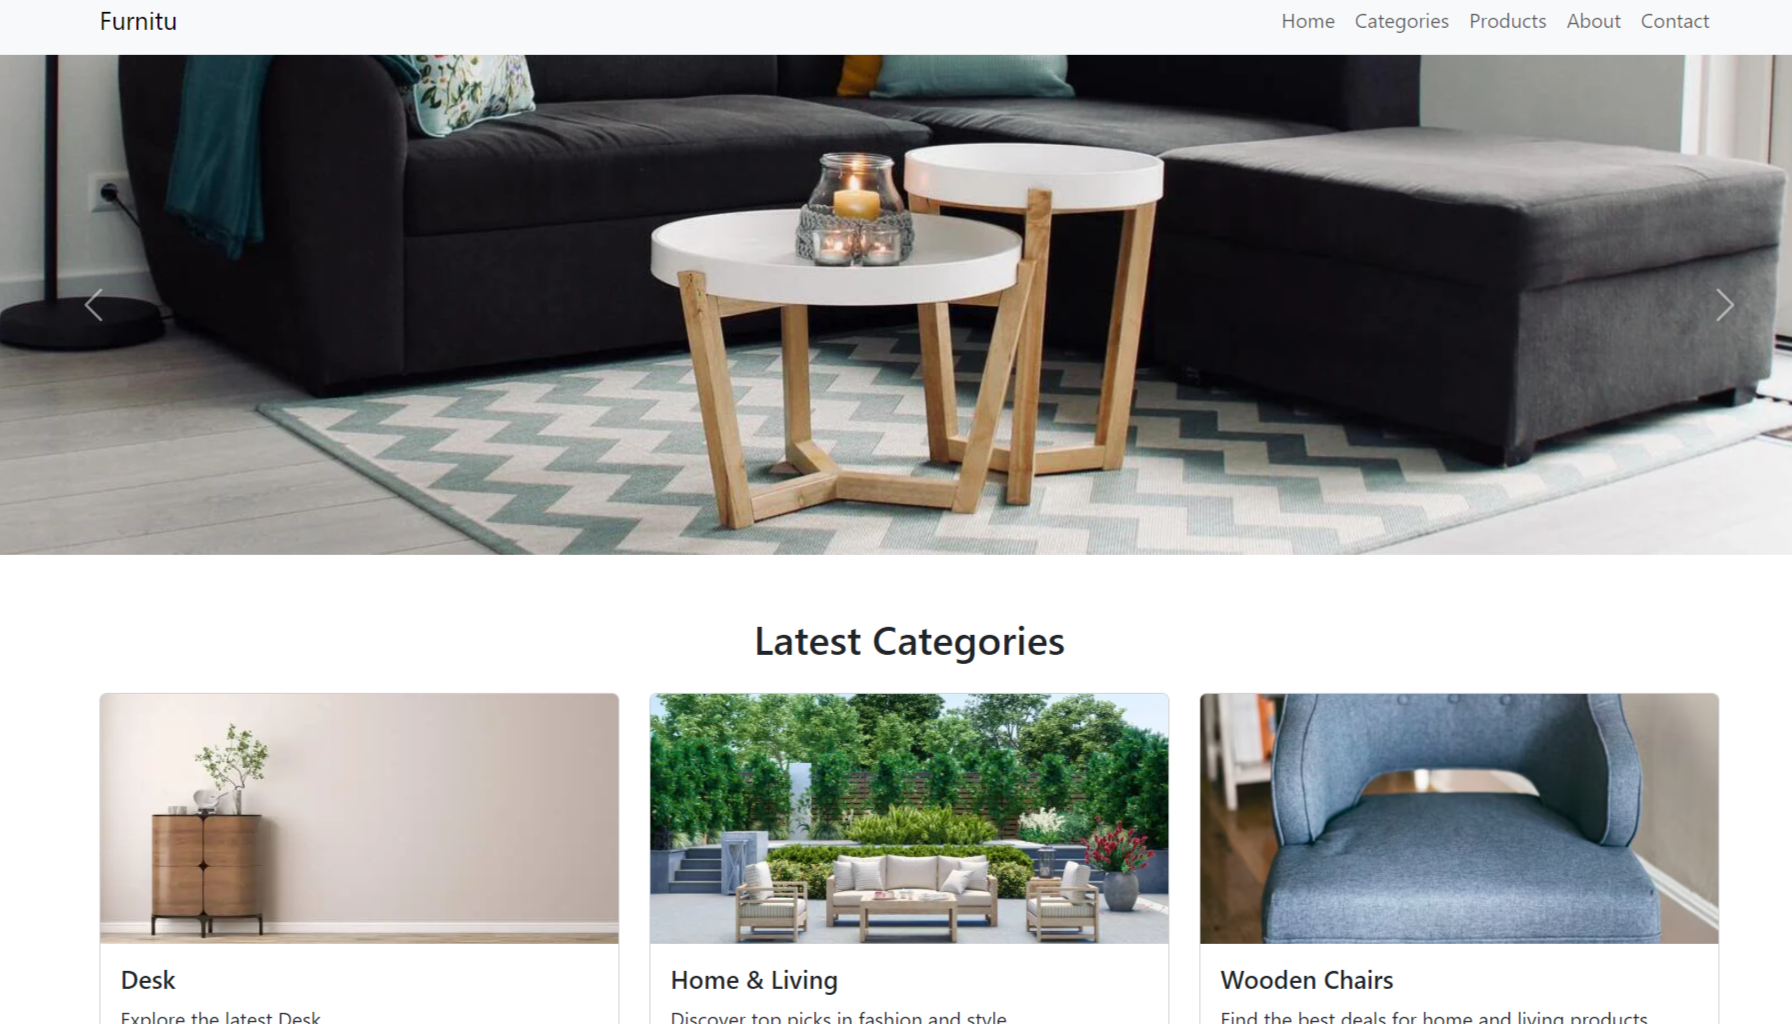 Furnitu
Home Categories Products About Contact
Latest Categories
Desk
Explore the latest Desk
Home & Living
Discover top picks in fashion and style
Wooden Chairs
Find the best deals for home and living products